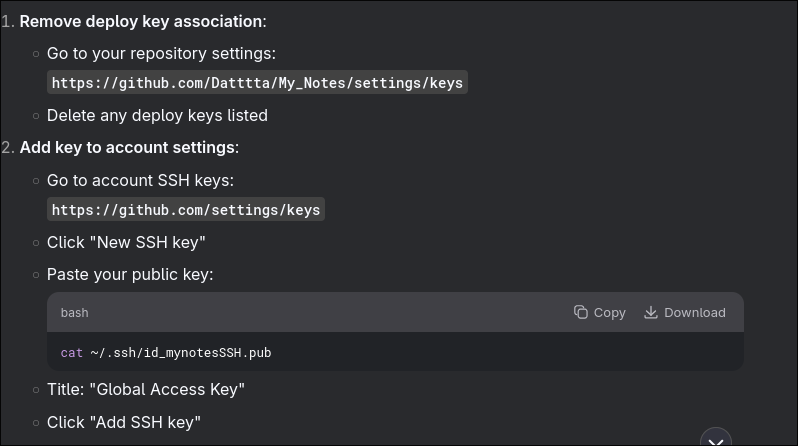 1. Remove deploy key association:
Go to your repository settings:
https://github.com/Datttta/My_Notes/settings/keys
Delete any deploy keys listed
2. Add key to account settings:
Go to account SSH keys:
https://github.com/settings/keys
Click "New SSH key"
Paste your public key:
bash Copy Download
cat ~/.ssh/id_mynotesSSH.pub
Title: "Global Access Key"
Click "Add SSH key"